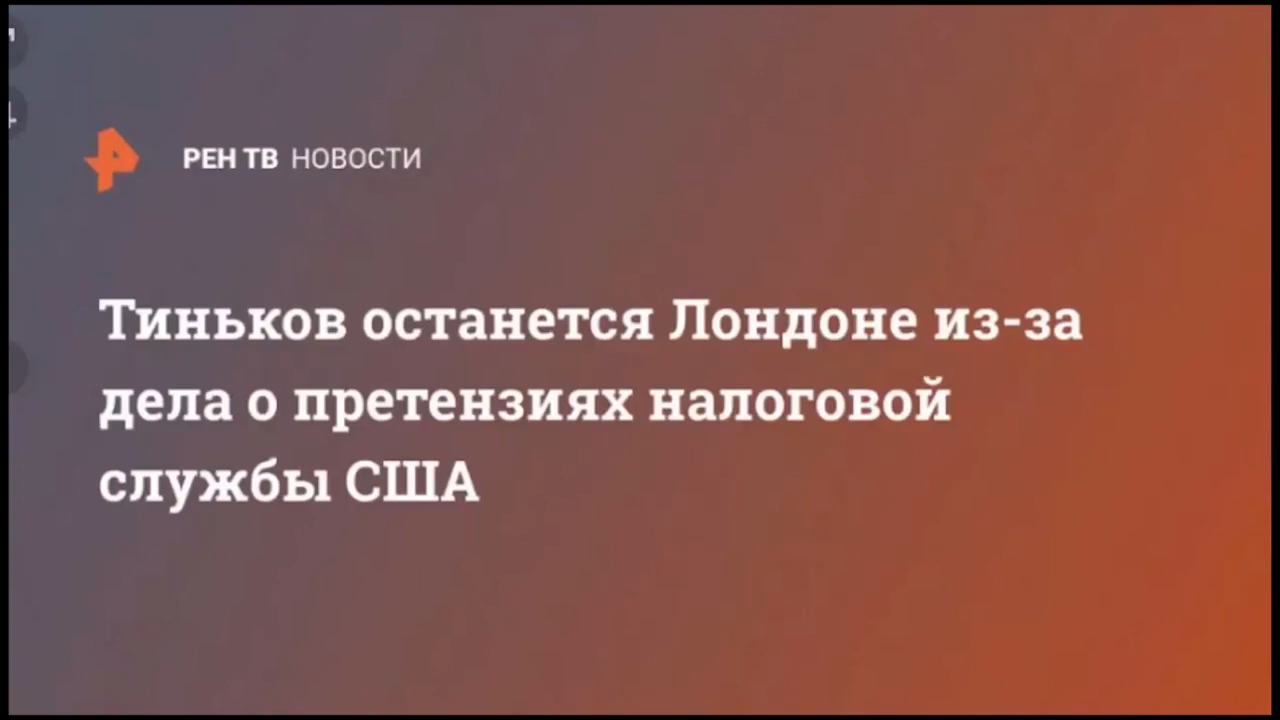 РЕН ТВ НОВОСТИ
Тиньков останется Лондоне из-за
дела о претензиях налоговой
службы США